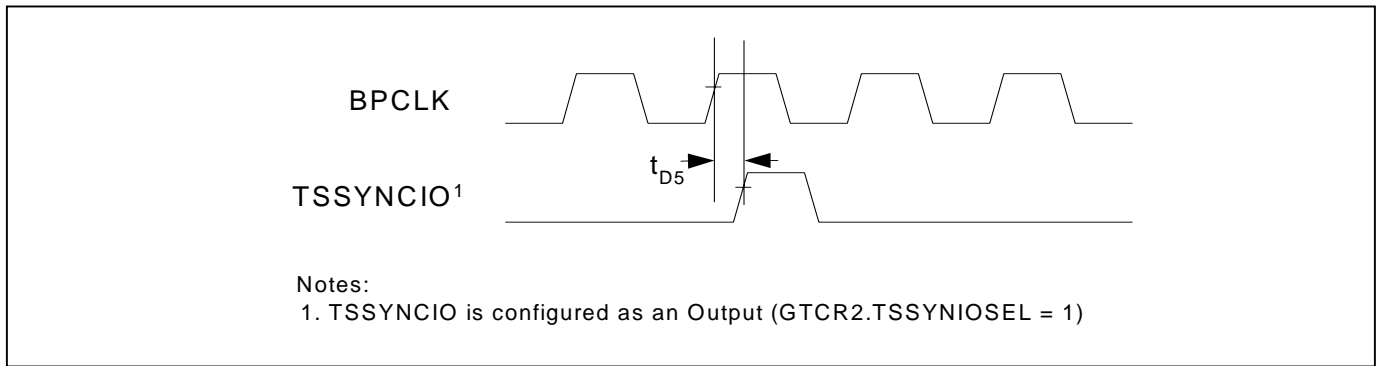 BPCLK
tD5
TSSYNCIO1
Notes:
1. TSSYNCIO is configured as an Output (GTCR2.TSSYNIOSEL = 1)